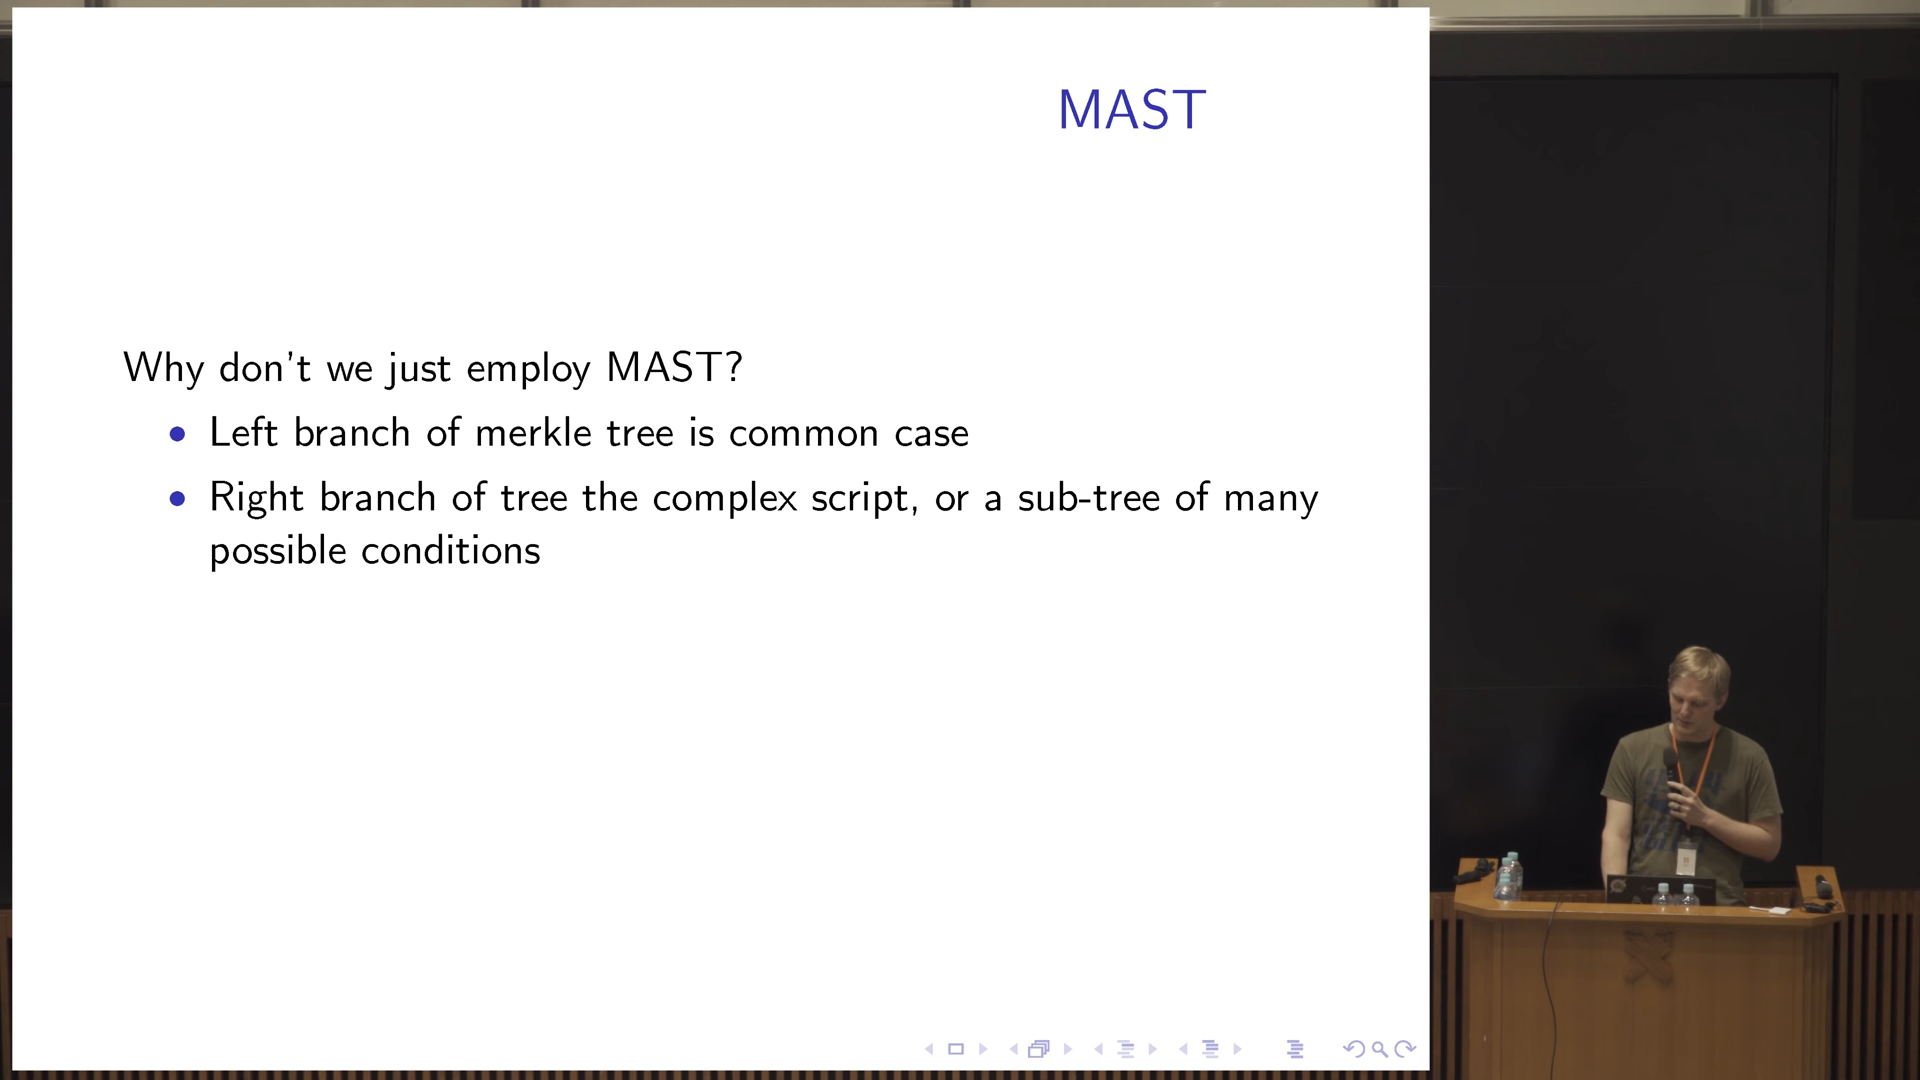 MAST
Why don't we just employ MAST?
• Left branch of merkle tree is common case
• Right branch of tree the complex script, or a sub-tree of many
possible conditions